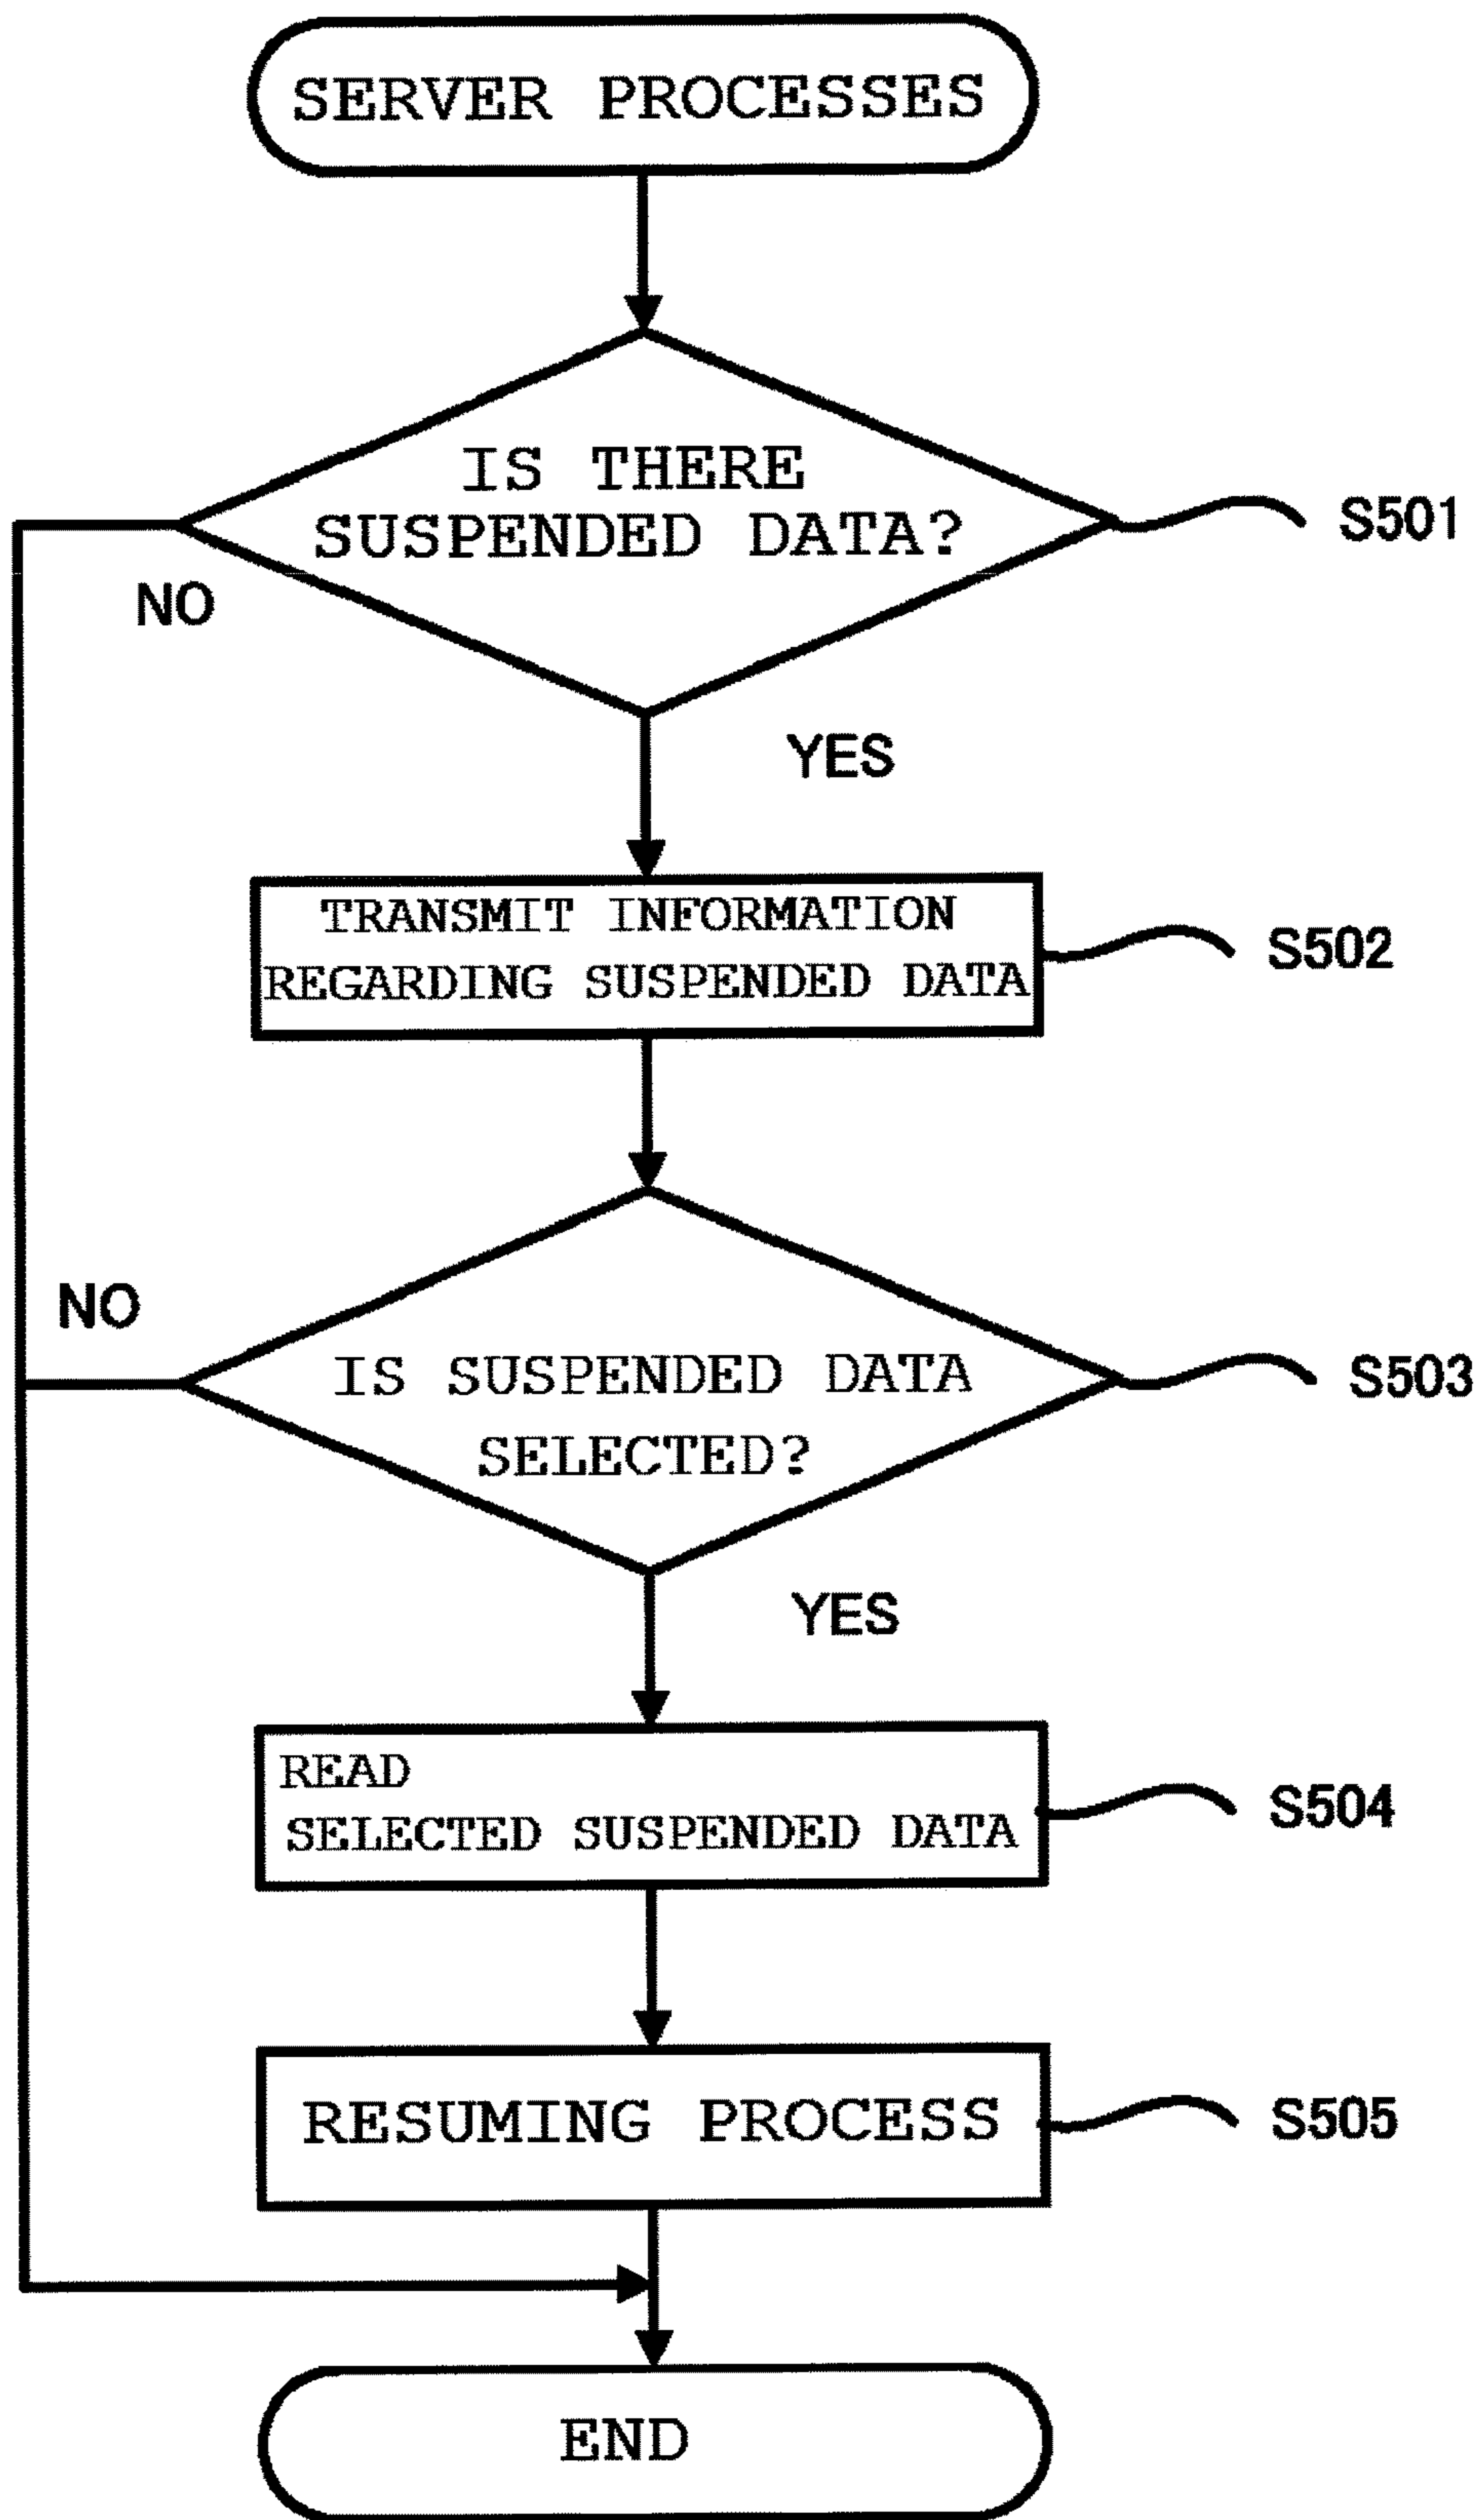 SERVER PROCESSES
IS THERE
SUSPENDED DATA?
S501
NO
YES
TRANSMIT INFORMATION
REGARDING SUSPENDED DATA
S502
NO
IS SUSPENDED DATA
SELECTED?
S503
YES
READ
SELECTED SUSPENDED DATA
S504
RESUMING PROCESS
S505
END